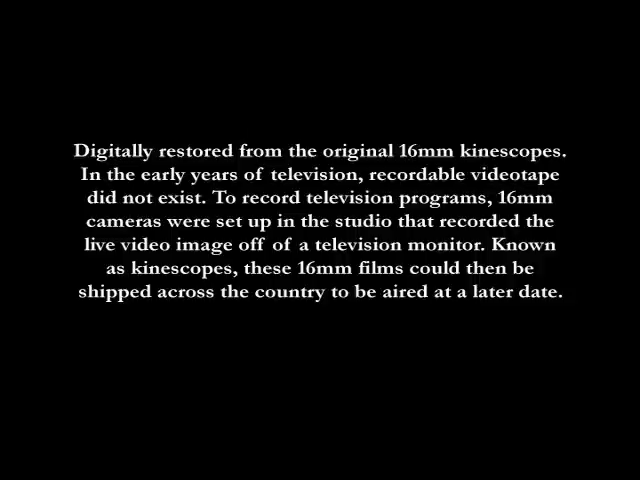 Digitally restored from the original 16mm kinescopes.
In the early years of television, recordable videotape
did not exist. To record television programs, 16mm
cameras were set up in the studio that recorded the
live video image off of a television monitor. Known
as kinescopes, these 16mm films could then be
shipped across the country to be aired at a later date.